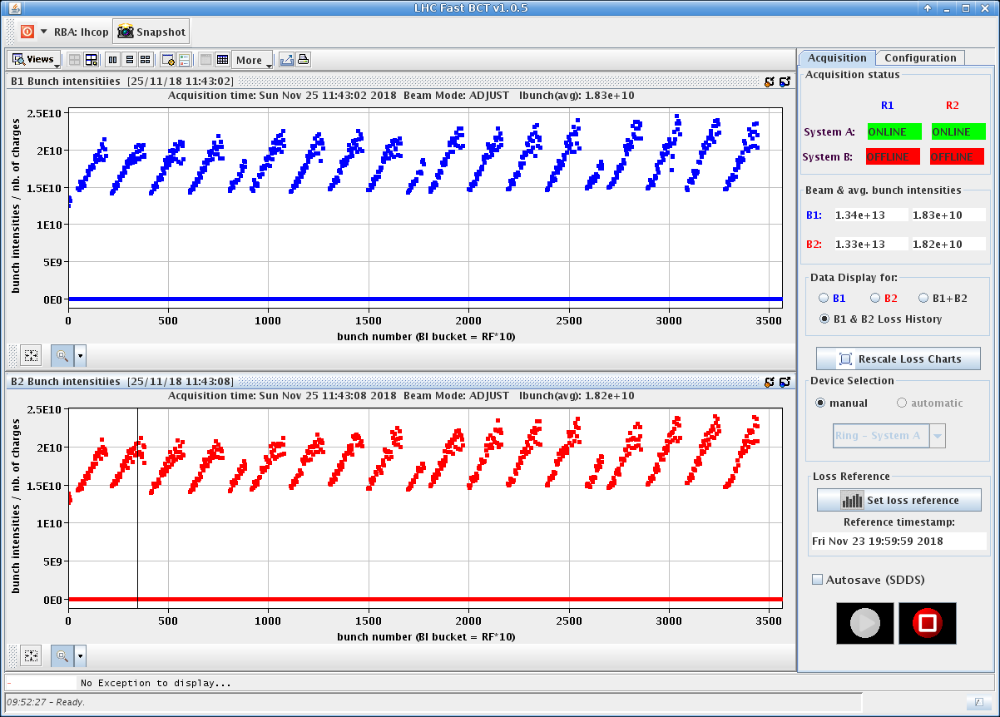 LHC Fast BCT v1.0.5
RBA: lhcop
Snapshot
Views
More
B1 Bunch intensitiies [25/11/18 11:43:02]
Acquisition time: Sun Nov 25 11:43:02 2018 Beam Mode: ADJUST Ibunch(avg): 1.83e+10
bunch intensities / nb. of charges
2.5E10
2E10
1.5E10
1E10
5E9
0E0
0 500 1000 1500 2000 2500 3000 3500
bunch number (BI bucket = RF*10)
B2 Bunch intensitiies [25/11/18 11:43:08]
Acquisition time: Sun Nov 25 11:43:08 2018 Beam Mode: ADJUST Ibunch(avg): 1.82e+10
bunch intensities / nb. of charges
2.5E10
2E10
1.5E10
1E10
5E9
0E0
0 500 1000 1500 2000 2500 3000 3500
bunch number (BI bucket = RF*10)
Acquisition Configuration
Acquisition status
R1 R2
System A: ONLINE ONLINE
System B: OFFLINE OFFLINE
Beam & avg. bunch intensities
B1: 1.34e+13 1.83e+10
B2: 1.33e+13 1.82e+10
Data Display for:
B1 B2 B1+B2
B1 & B2 Loss History
Rescale Loss Charts
Device Selection
manual automatic
Ring - System A
Loss Reference
Set loss reference
Reference timestamp:
Fri Nov 23 19:59:59 2018
Autosave (SDDS)
- No Exception to display...
09:52:27 - Ready.